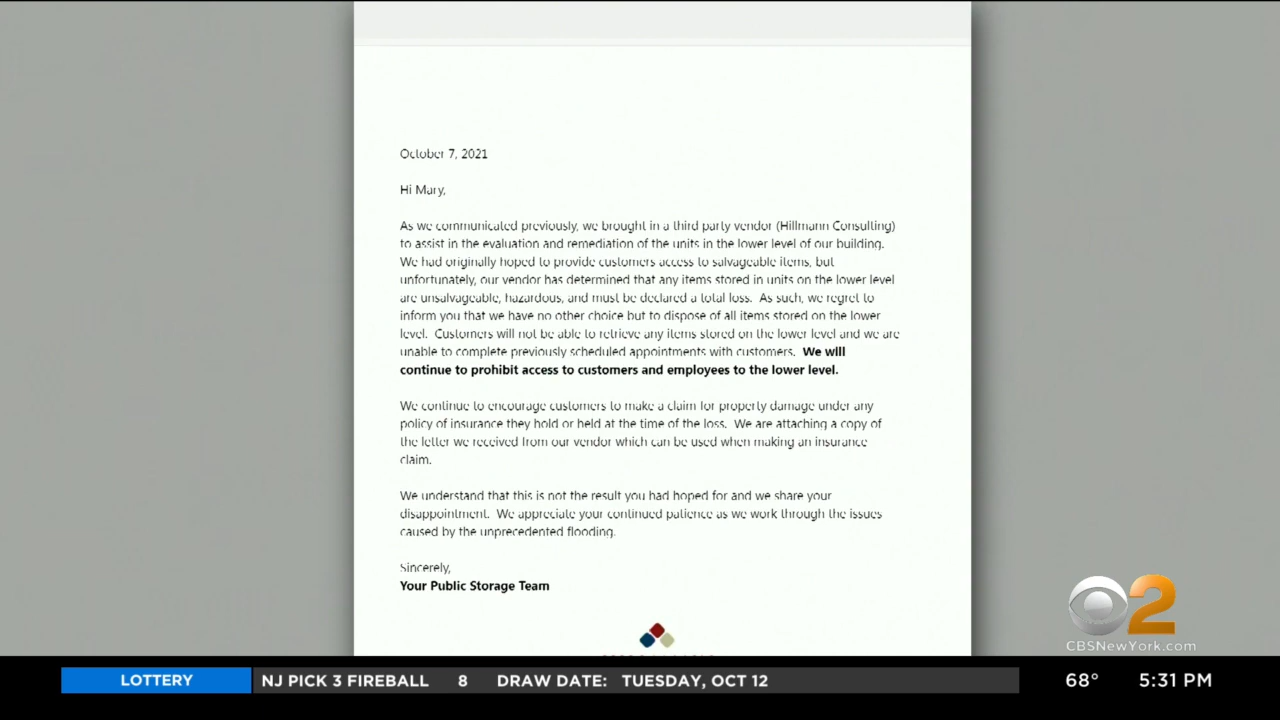 October 7, 2021
Hi Mary,
As we communicated previously, we brought in a third party vendor (Hillmann Consulting)
to assist in the evaluation and remediation of the units in the lower level of our building.
We had originally hoped to provide customers access to salvageable items, but
unfortunately, our vendor has determined that any items stored in units on the lower level
are unsalvageable, hazardous, and must be declared a total loss. As such, we regret to
inform you that we have no other choice but to dispose of all items stored on the lower
level. Customers will not be able to retrieve any items stored on the lower level and we are
unable to complete previously scheduled appointments with customers. We will
continue to prohibit access to customers and employees to the lower level.
We continue to encourage customers to make a claim for property damage under any
policy of insurance they hold or held at the time of the loss. We are attaching a copy of
the letter we received from our vendor which can be used when making an insurance
claim.
We understand that this is not the result you had hoped for and we share your
disappointment. We appreciate your continued patience as we work through the issues
caused by the unprecedented flooding.
Sincerely,
Your Public Storage Team
2
CBSNewYork.com
LOTTERY NJ PICK 3 FIREBALL 8 DRAW DATE: TUESDAY, OCT 12 68° 5:31 PM